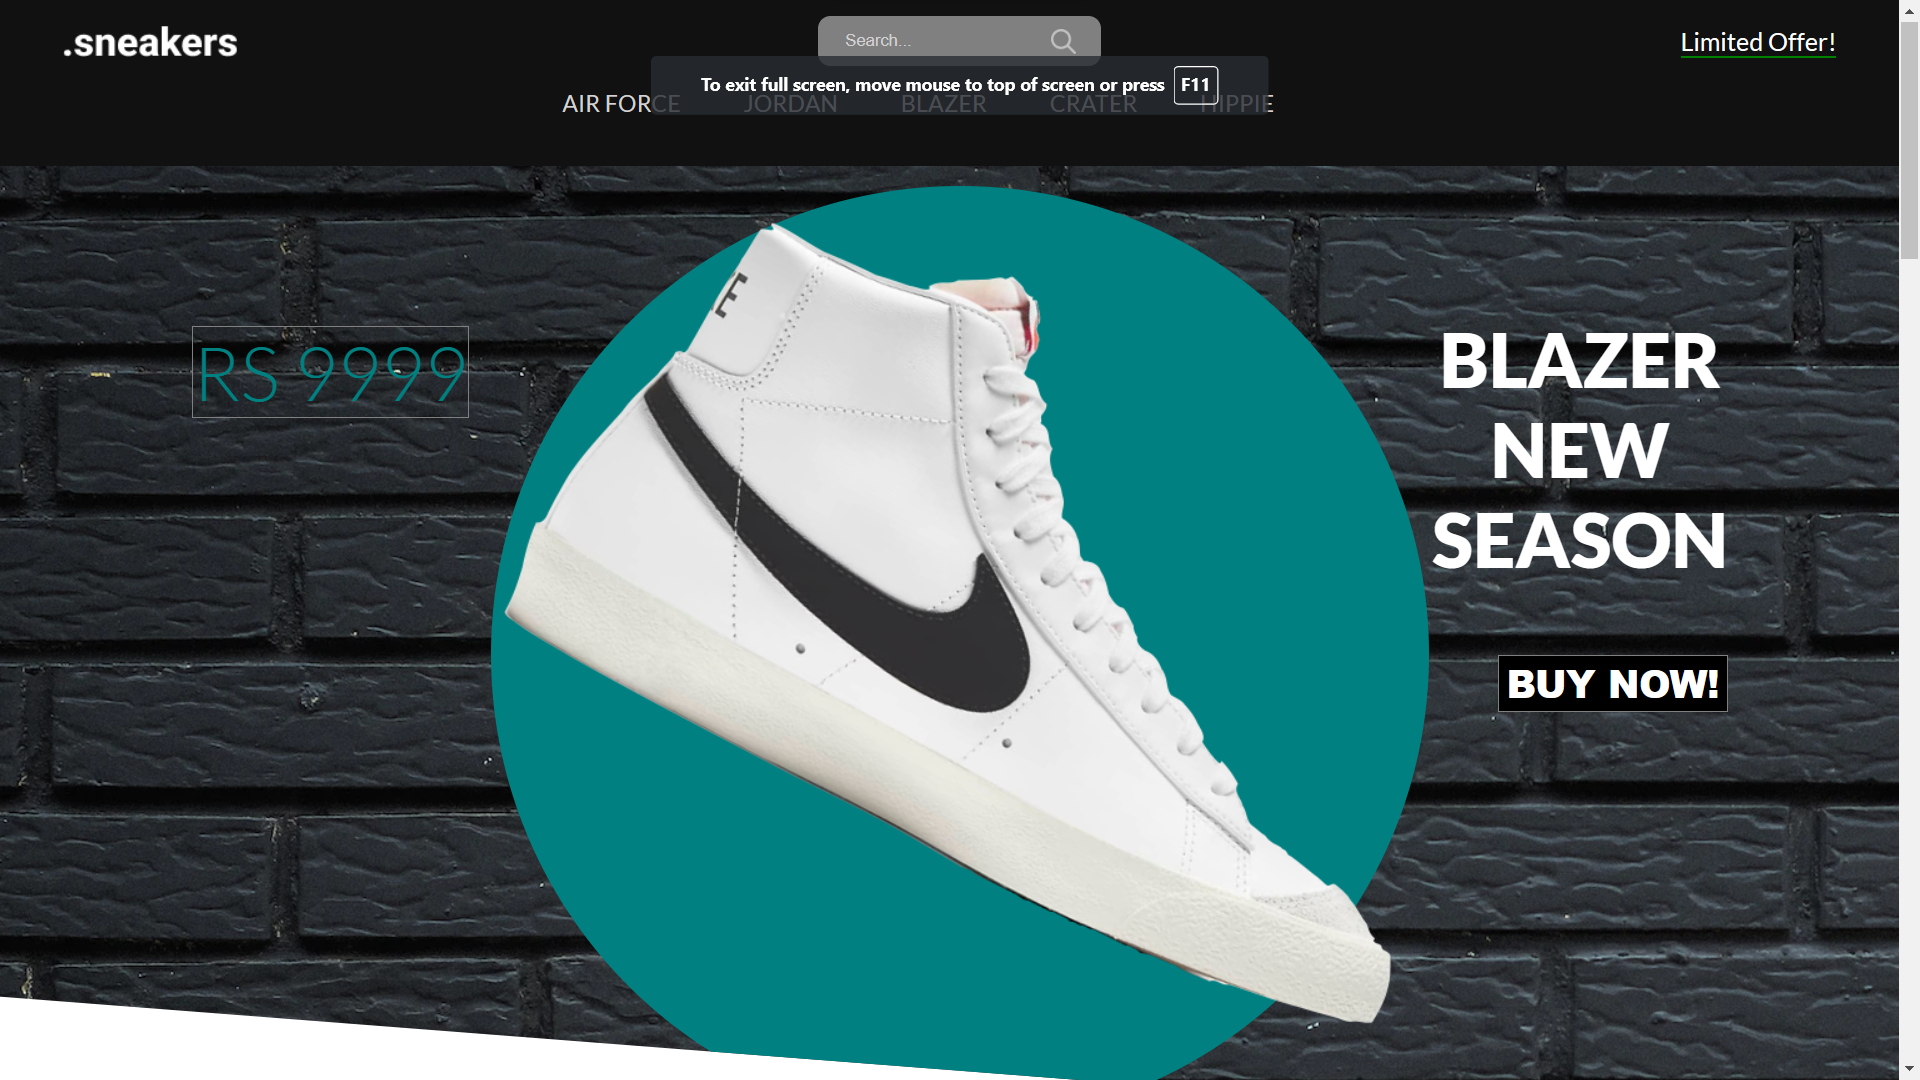 .sneakers
Search...
Limited Offer!
To exit full screen, move mouse to top of screen or press F11
AIR FORCE JORDAN BLAZER CRATER HIPPIE
RS 9999
BLAZER
NEW
SEASON
BUY NOW!